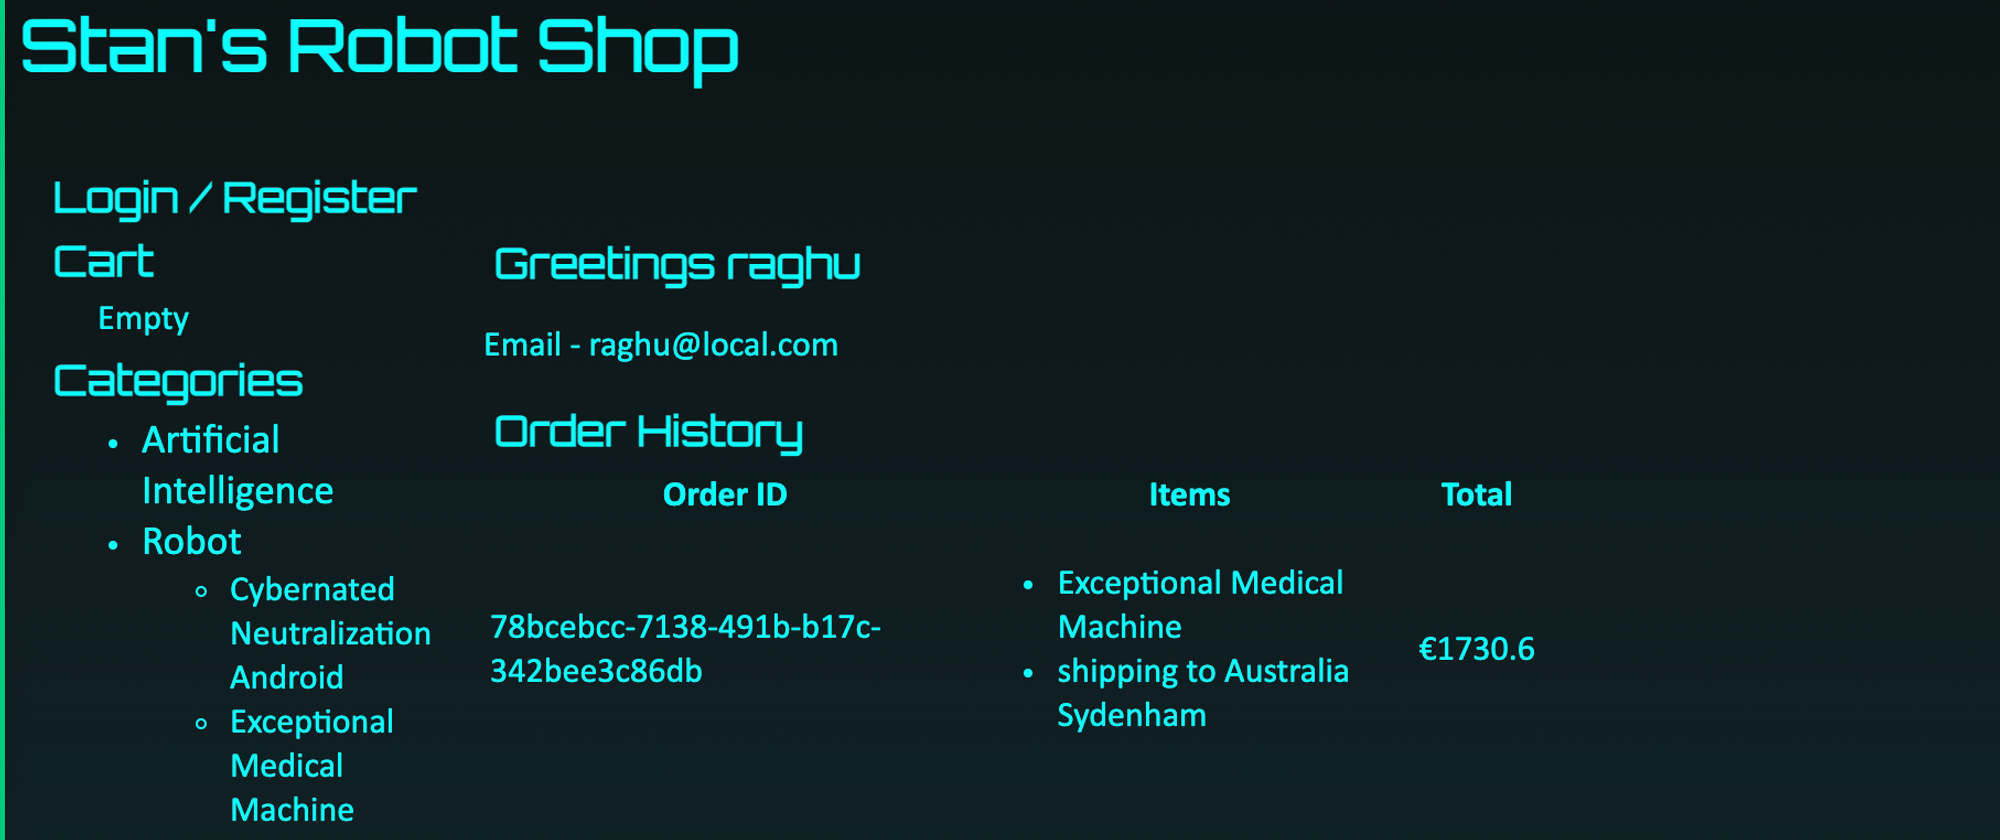 Stan's Robot Shop
Login / Register
Cart
Empty
Categories
Artificial
Intelligence
Robot
Cybernated
Neutralization
Android
Exceptional
Medical
Machine
Greetings raghu
Email - raghu@local.com
Order History
Order ID Items Total
78bcebcc-7138-491b-b17c-
342bee3c86db
Exceptional Medical
Machine
shipping to Australia
Sydenham
€1730.6